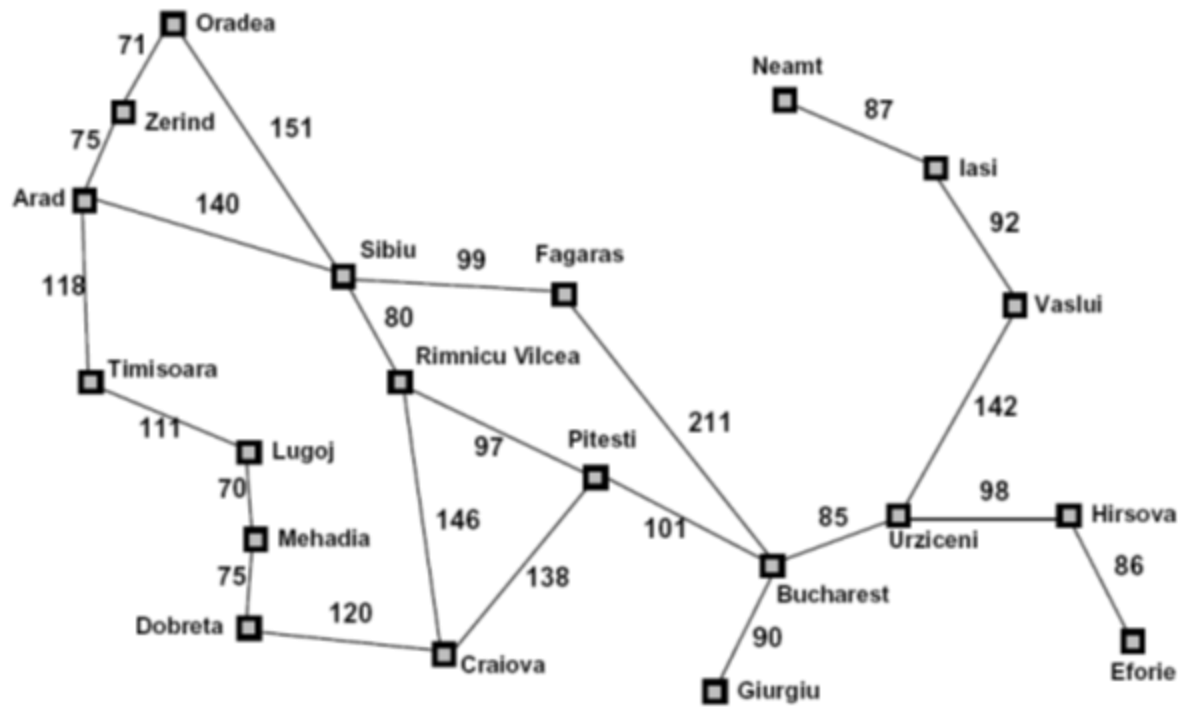 Oradea
71
Neamt
87
Zerind
151
75
Iasi
Arad
140
92
Sibiu
99
Fagaras
118
80
Vaslui
Rimnicu Vilcea
Timisoara
142
111
211
97
Pitesti
Lugoj
70
98
146
101
85
Hirsova
Mehadia
Urziceni
86
75
138
Bucharest
Dobreta
120
90
Craiova
Eforie
Giurgiu